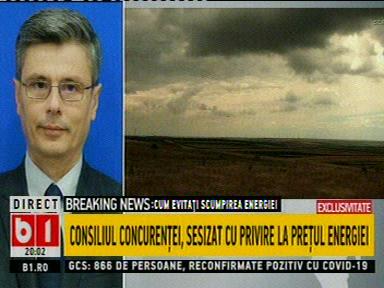 DIRECT
BREAKING NEWS: CUM EVITAȚI SCUMPIREA ENERGIEI
EXCLUSIVITATE
b1
20:02
CONSILIUL CONCURENȚEI, SESIZAT CU PRIVIRE LA PREȚUL ENERGIEI
B1.RO
GCS: 866 DE PERSOANE, RECONFIRMATE POZITIV CU COVID-19